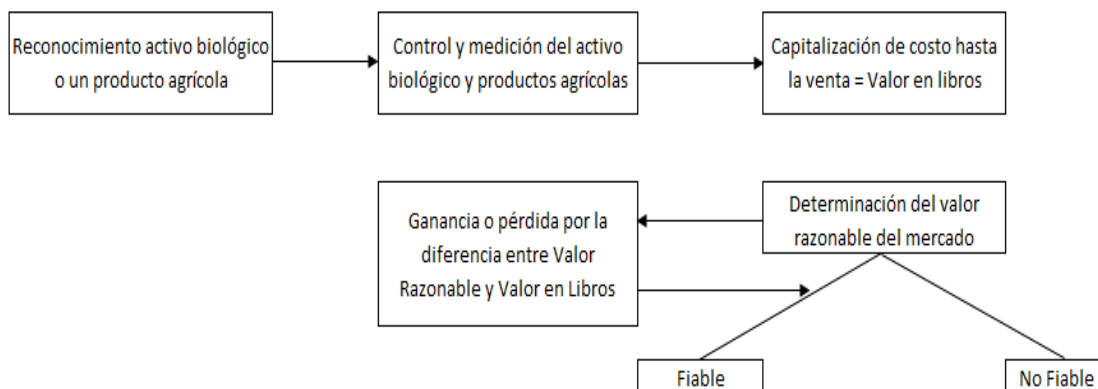 Reconocimiento activo biológico
o un producto agrícola
Control y medición del activo
biológico y productos agrícolas
Capitalización de costo hasta
la venta = Valor en libros
Ganancia o pérdida por la
diferencia entre Valor
Razonable y Valor en Libros
Determinación del valor
razonable del mercado
Fiable
No Fiable